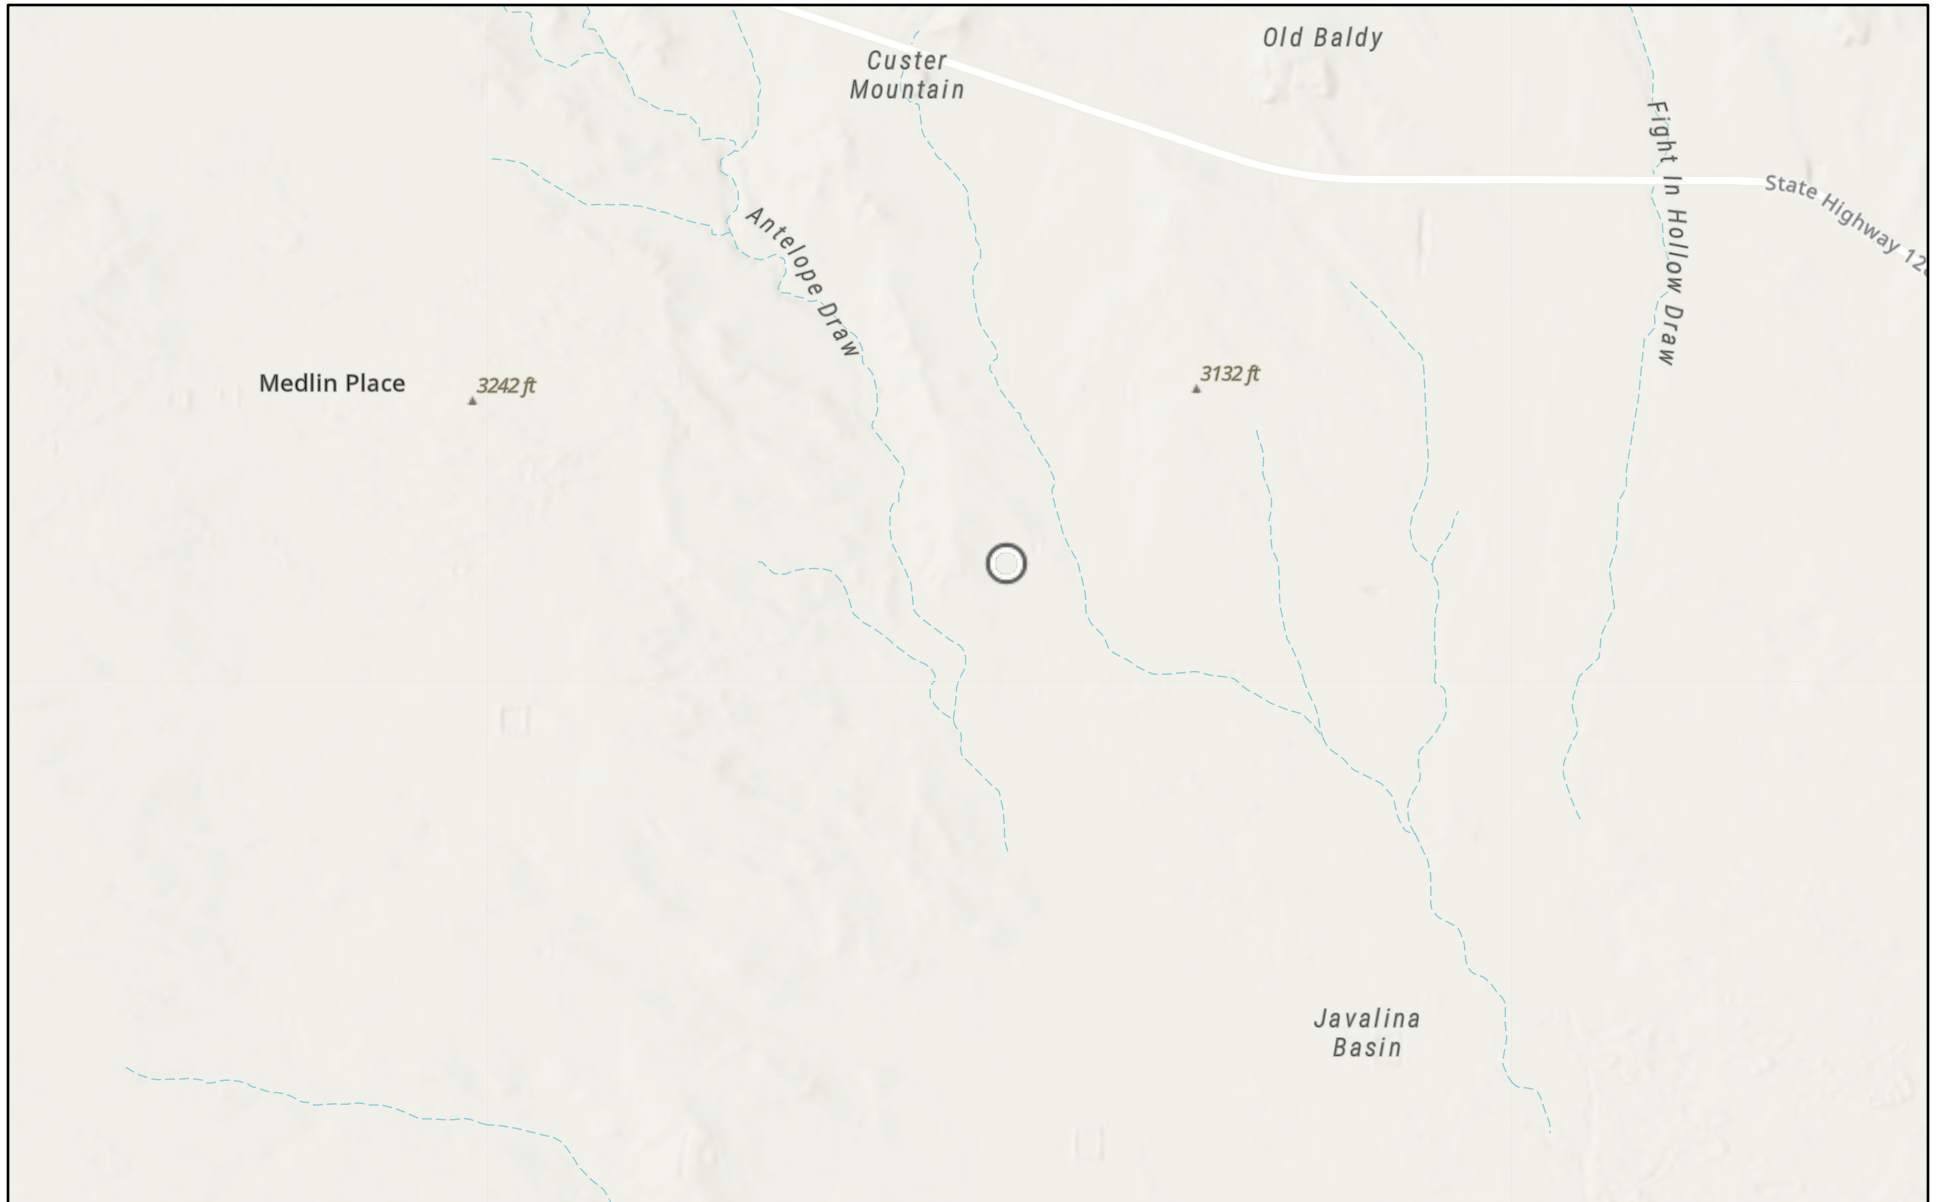 Old Baldy
Custer
Mountain
Fight In Hollow Draw
State Highway 128
Antelope Draw
Medlin Place
3242 ft
3132 ft
Javalina
Basin